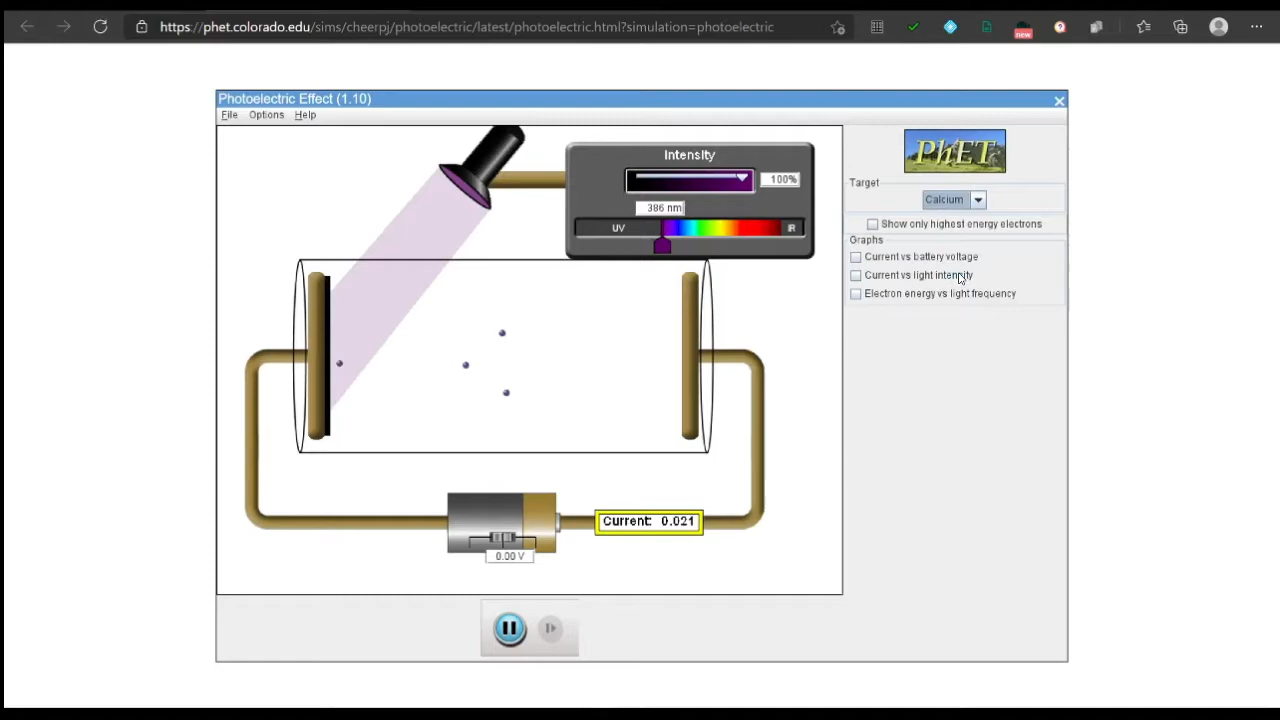 https://phet.colorado.edu/sims/cheerpj/photoelectric/latest/photoelectric.html?simulation=photoelectric
new
Photoelectric Effect (1.10)
File Options Help
PhET
Intensity
100%
386 nm
UV
IR
Target
Calcium
Show only highest energy electrons
Graphs
Current vs battery voltage
Current vs light intensity
Electron energy vs light frequency
Current: 0.021
0.00 V